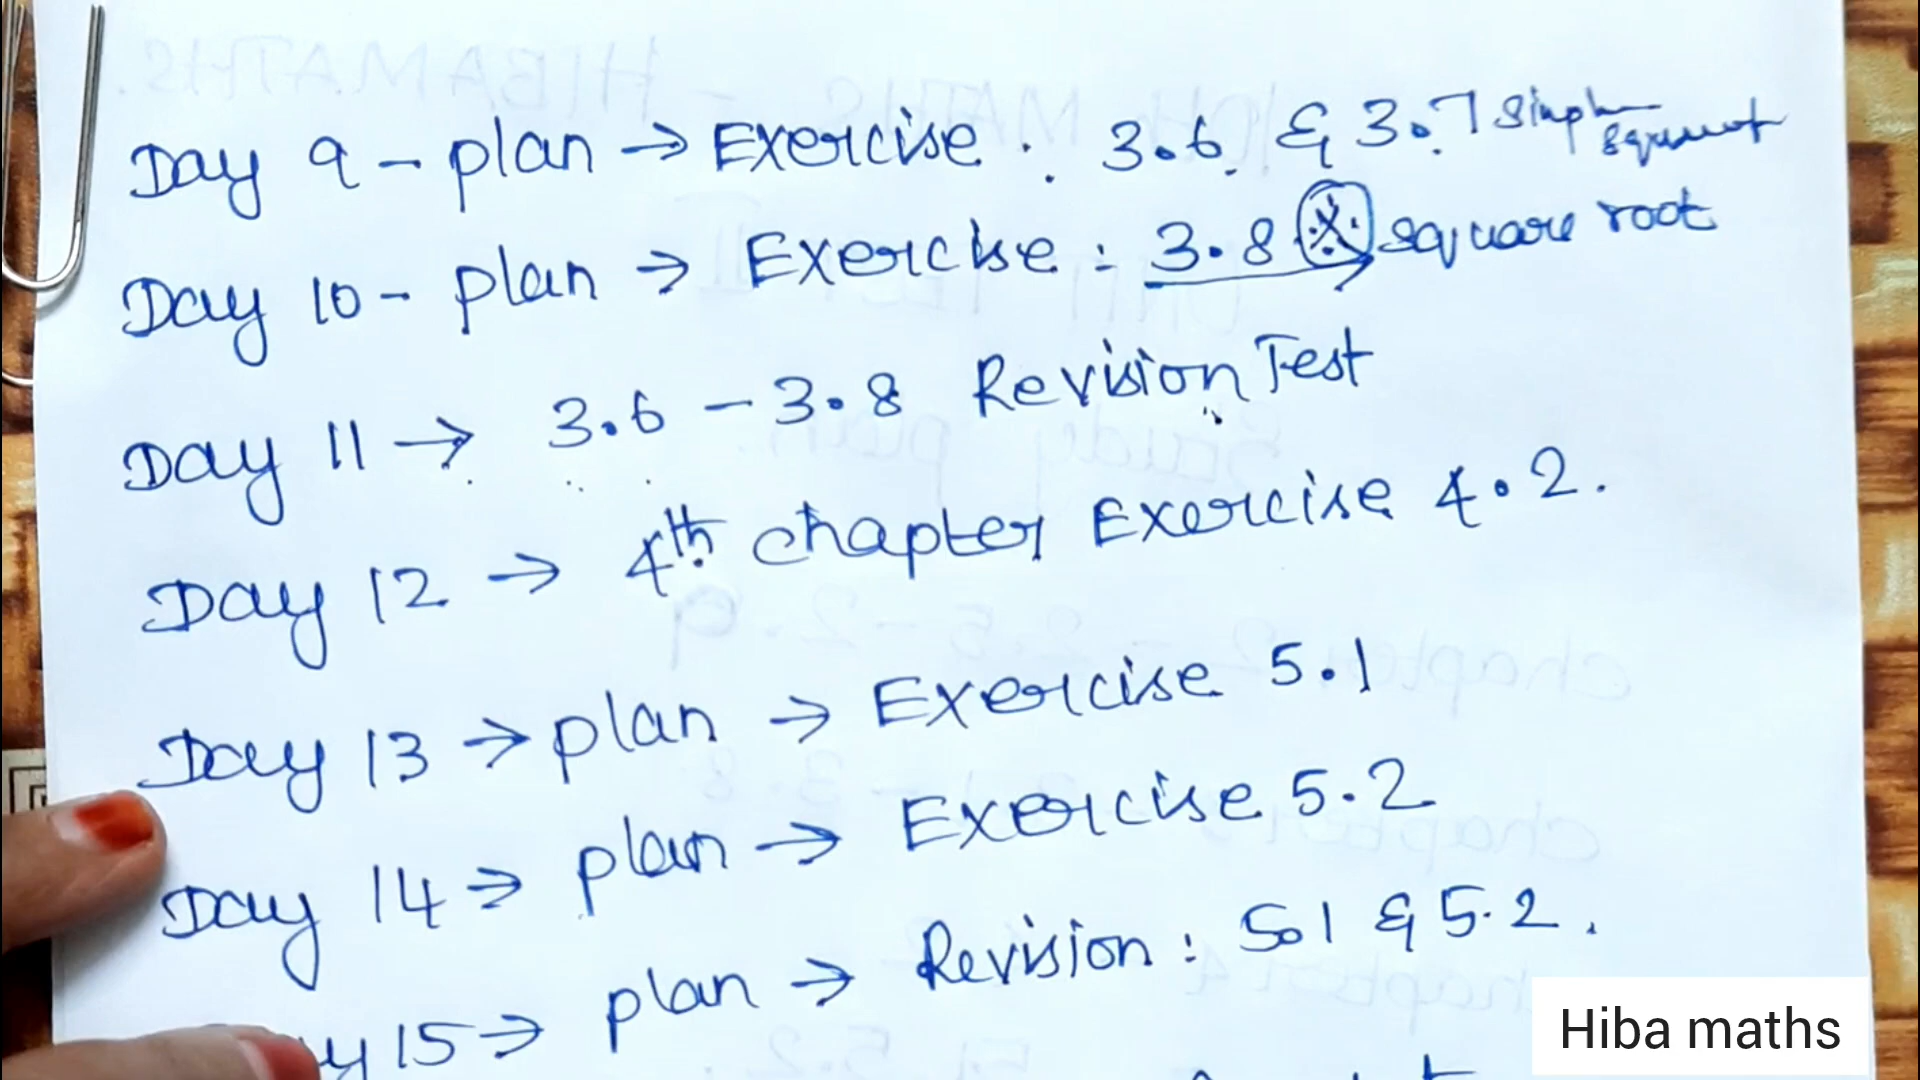 Day 9 - plan → Exercise : 3.6 & 3.7 simple square root
Day 10 - plan → Exercise : 3.8 square root
Day 11 → 3.6 - 3.8 Revision Test
Day 12 → 4th chapter Exercise 4.2.
Day 13 → plan → Exercise 5.1
Day 14 → plan → Exercise 5.2
15 → plan → Revision : 5.1 & 5.2.
Hiba maths